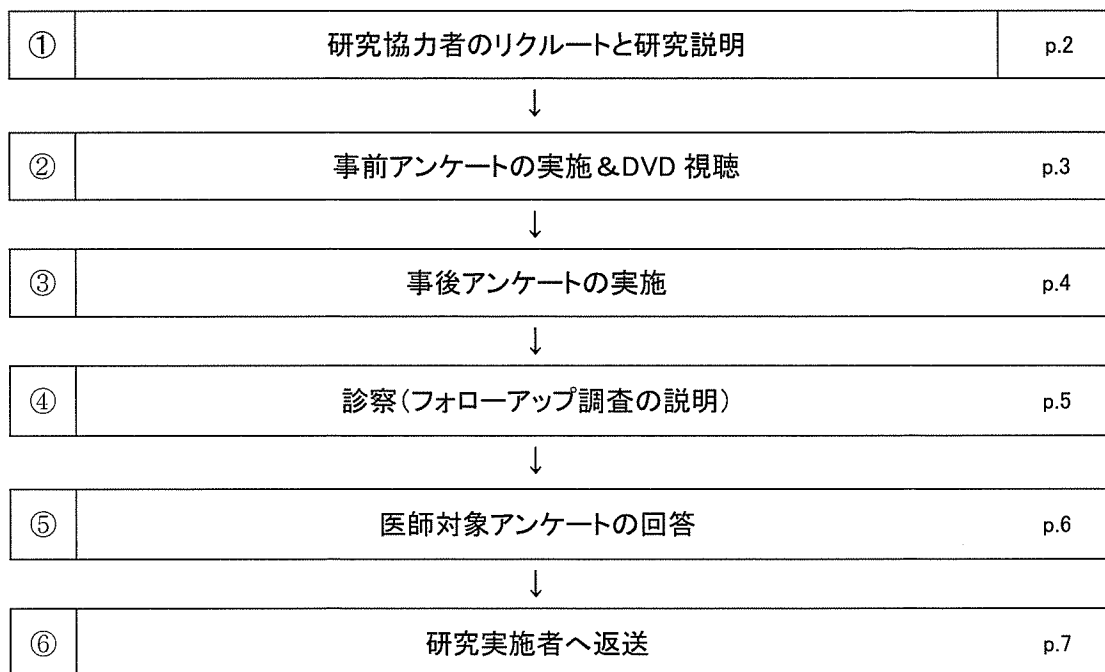 ① 研究協力者のリクルートと研究説明 p.2
↓
② 事前アンケートの実施&DVD 視聴 p.3
↓
③ 事後アンケートの実施 p.4
↓
④ 診察(フォローアップ調査の説明) p.5
↓
⑤ 医師対象アンケートの回答 p.6
↓
⑥ 研究実施者へ返送 p.7